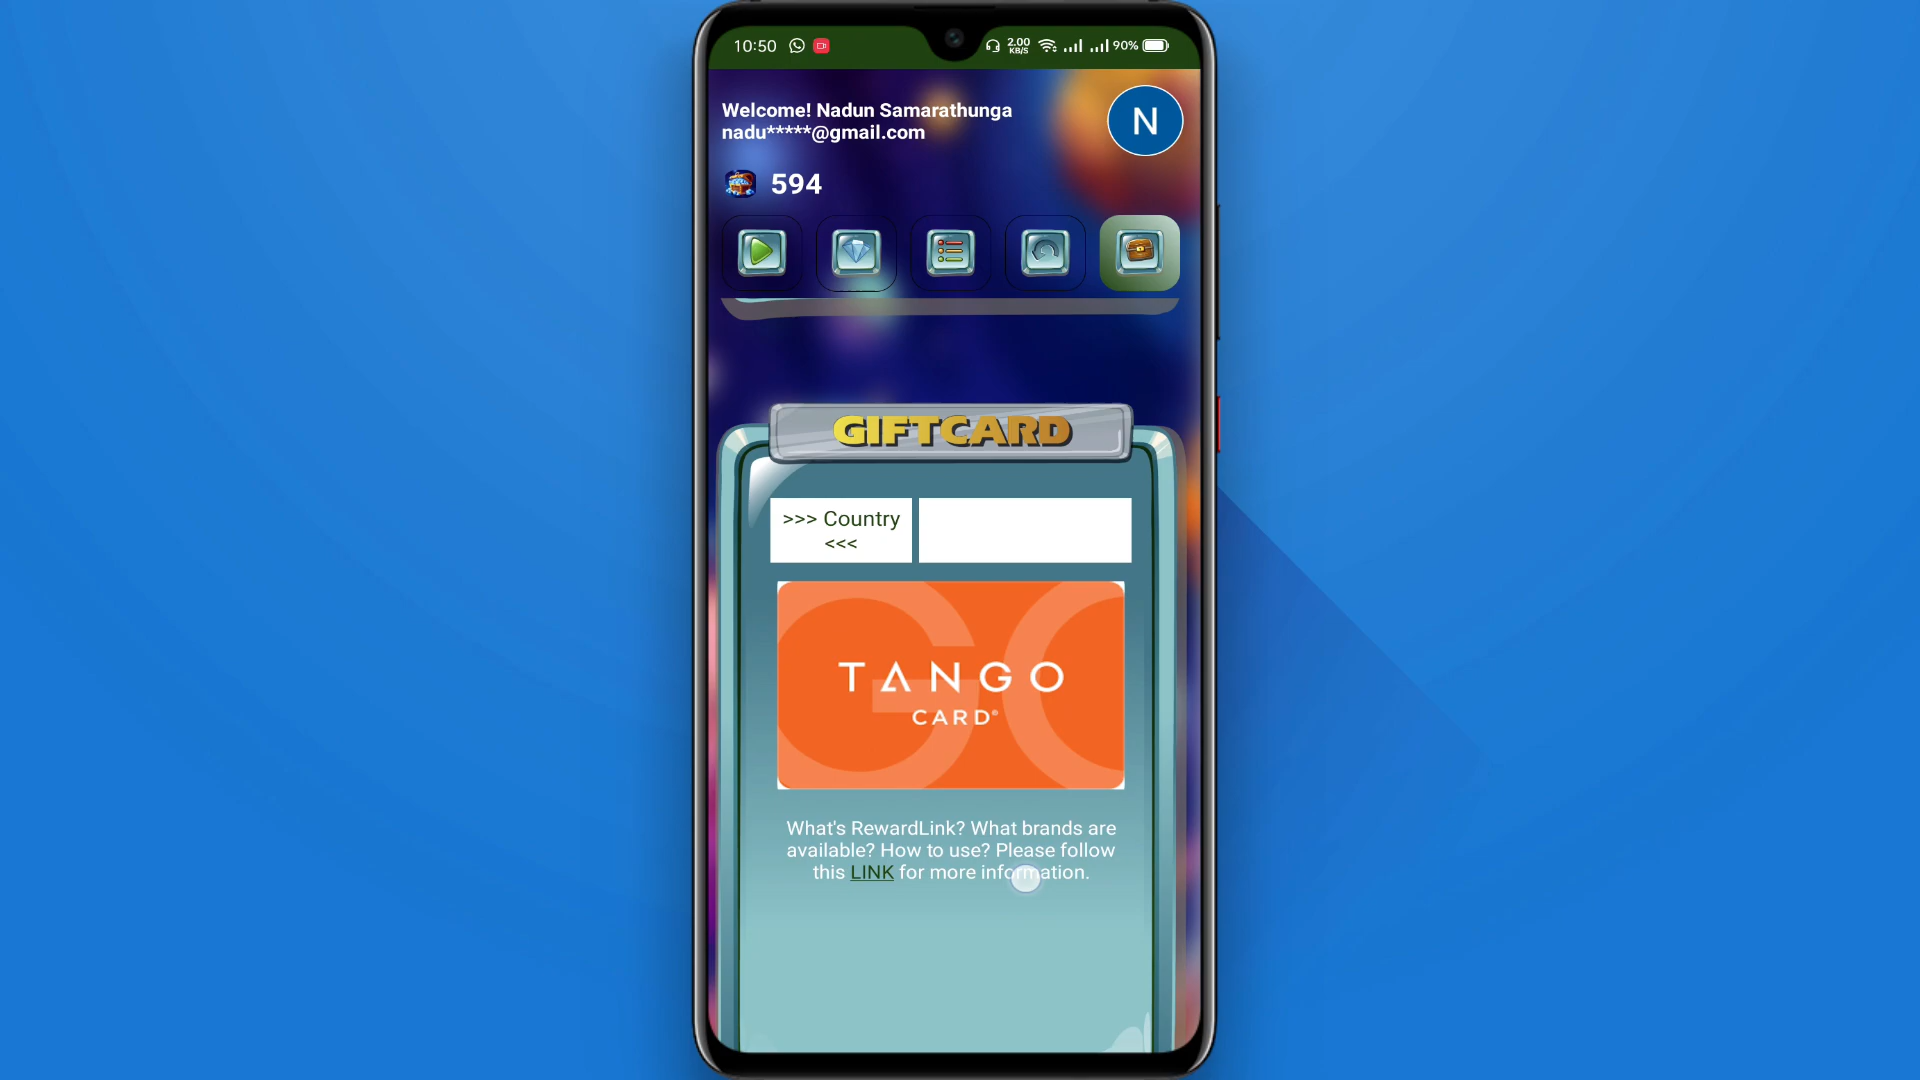 10:50 2.00 KB/S 90%
Welcome! Nadun Samarathunga
nadu*****@gmail.com
N
594
GIFTCARD
>>> Country
<<<
TANGO
CARD®
What's RewardLink? What brands are
available? How to use? Please follow
this LINK for more information.